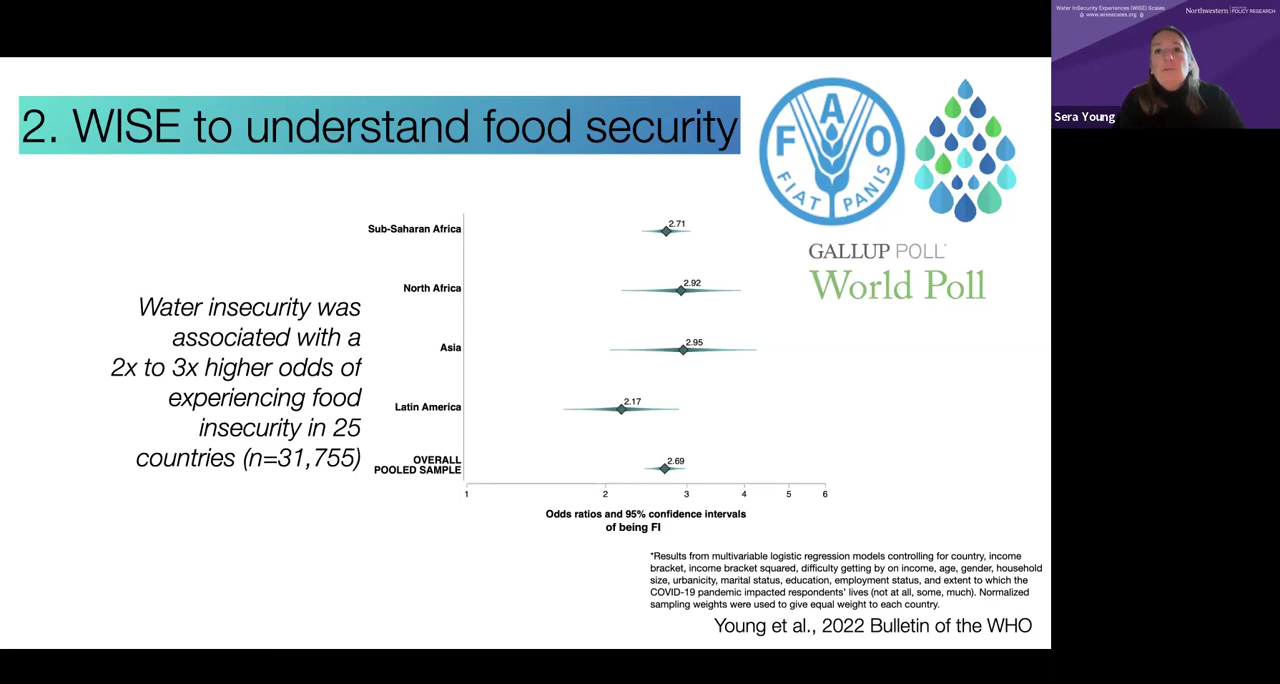 Water InSecurity Experiences (WISE) Scales
www.wisescales.org
Northwestern
POLICY RESEARCH
Sera Young
2. WISE to understand food security
F A O
FIAT PANIS
GALLUP POLL
World Poll
Water insecurity was
associated with a
2x to 3x higher odds of
experiencing food
insecurity in 25
countries (n=31,755)
Sub-Saharan Africa
2.71
North Africa
2.92
Asia
2.95
Latin America
2.17
OVERALL
POOLED SAMPLE
2.69
1 2 3 4 5 6
Odds ratios and 95% confidence intervals
of being FI
*Results from multivariable logistic regression models controlling for country, income
bracket, income bracket squared, difficulty getting by on income, age, gender, household
size, urbanicity, marital status, education, employment status, and extent to which the
COVID-19 pandemic impacted respondents' lives (not at all, some, much). Normalized
sampling weights were used to give equal weight to each country.
Young et al., 2022 Bulletin of the WHO